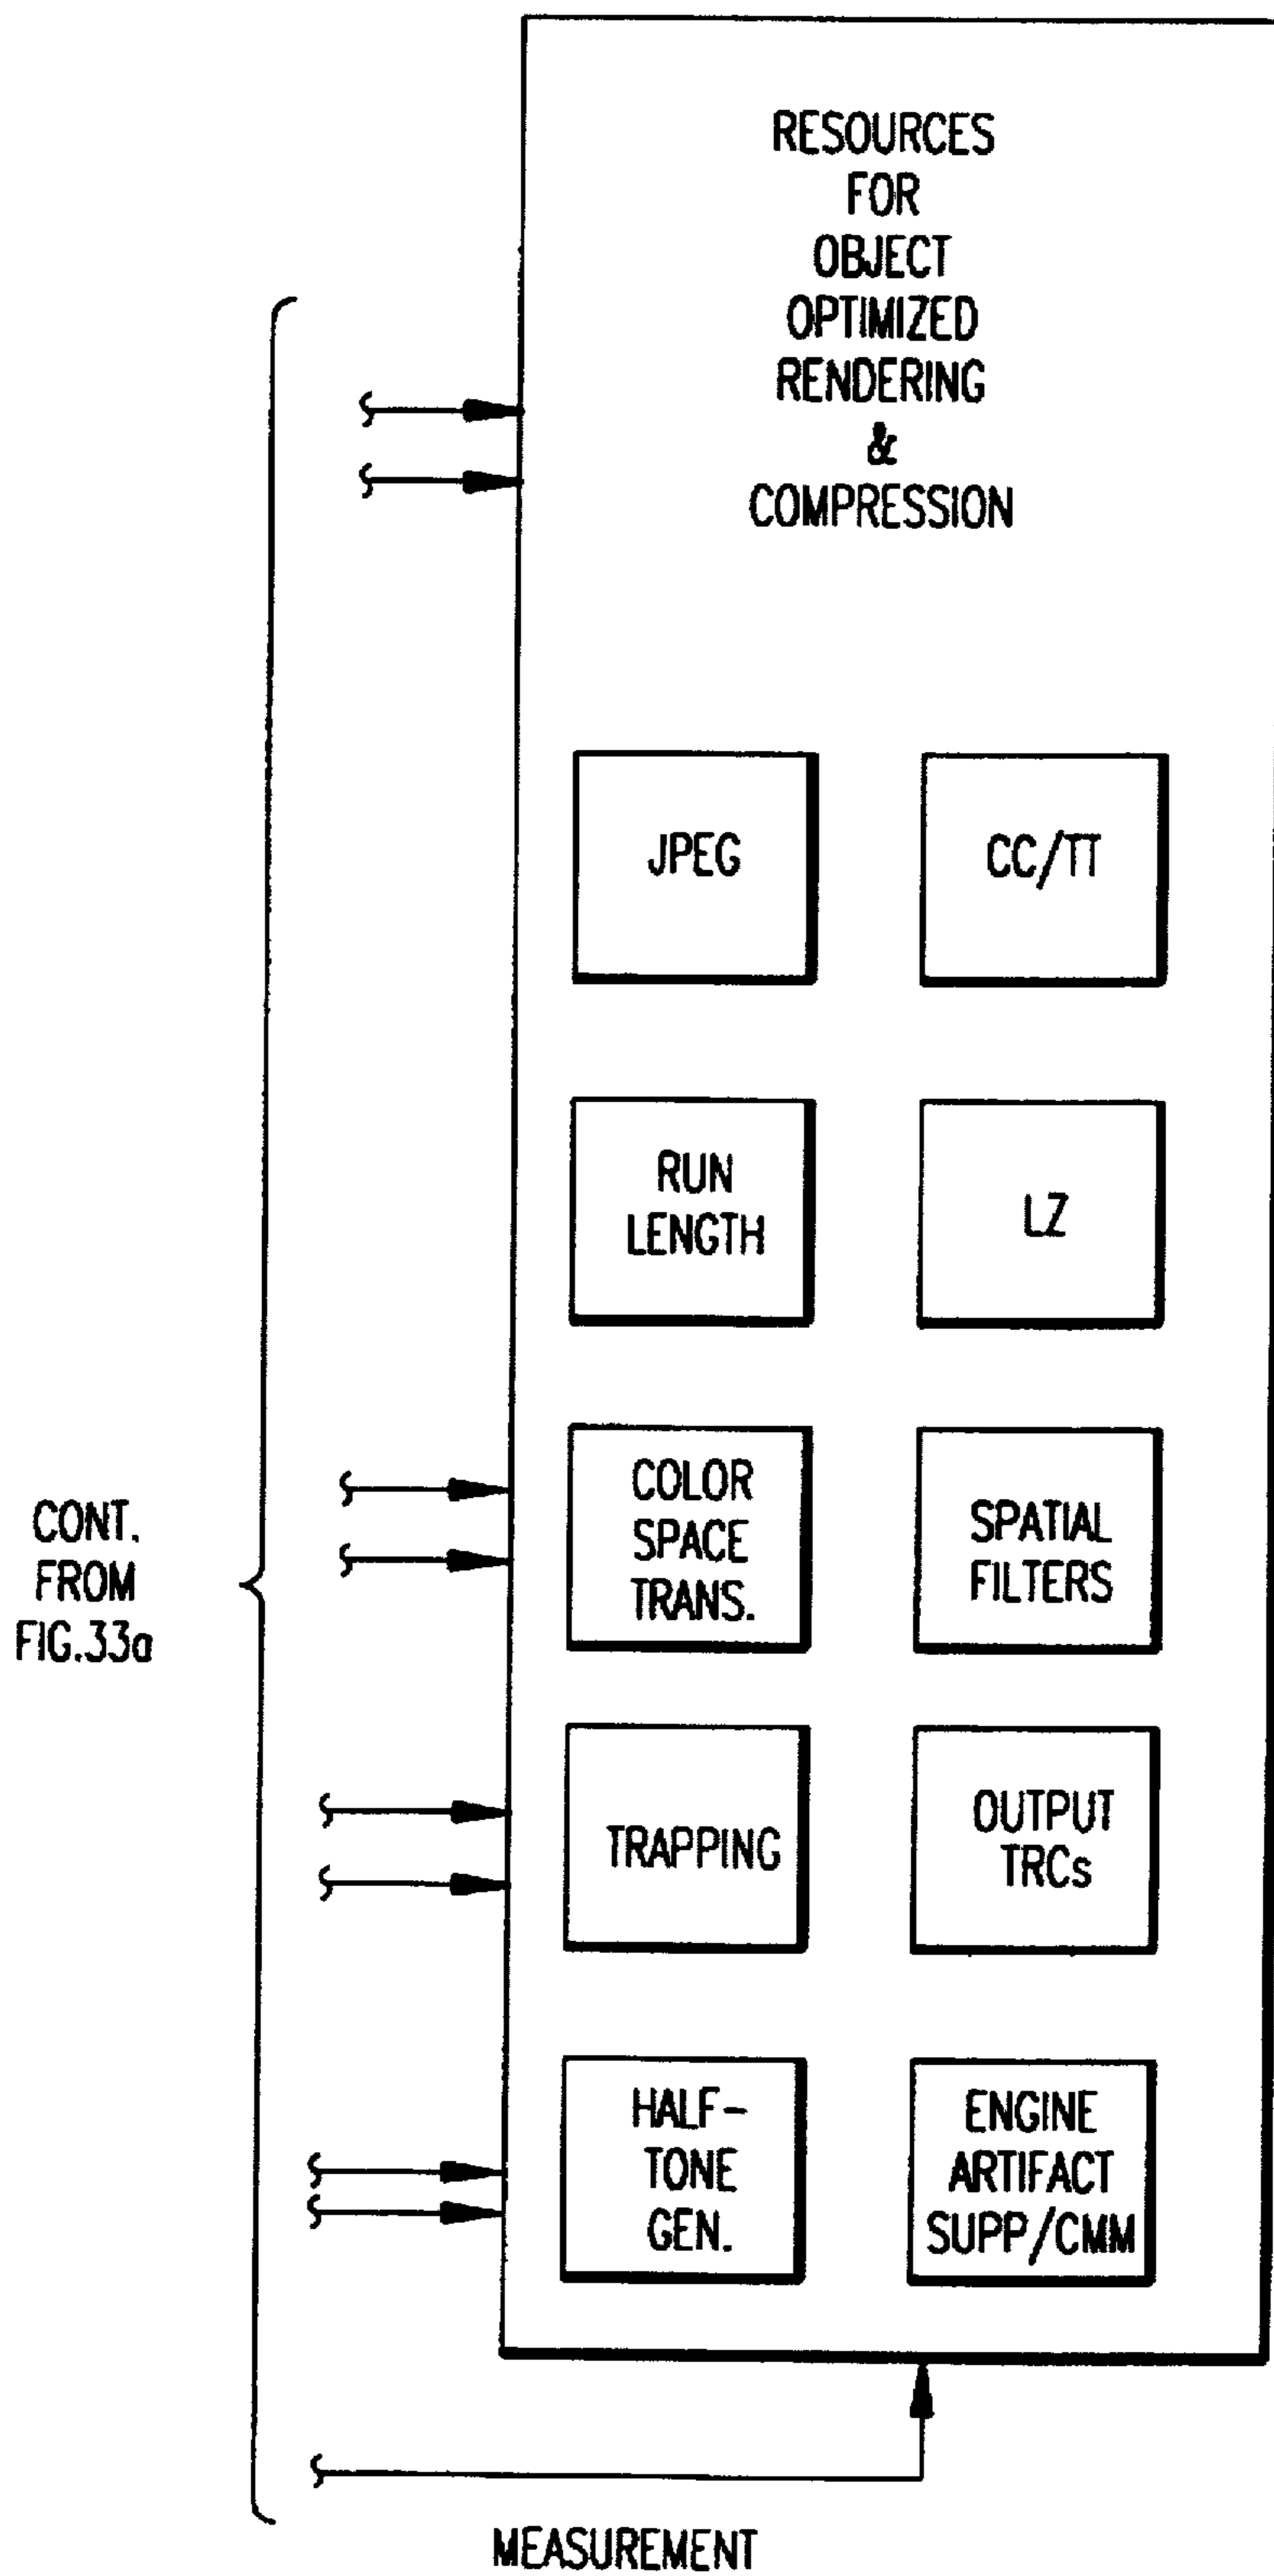 RESOURCES
FOR
OBJECT
OPTIMIZED
RENDERING
&
COMPRESSION
JPEG
CC/TT
RUN
LENGTH
LZ
COLOR
SPACE
TRANS.
SPATIAL
FILTERS
CONT.
FROM
FIG.33a
TRAPPING
OUTPUT
TRCs
HALF-
TONE
GEN.
ENGINE
ARTIFACT
SUPP/CMM
MEASUREMENT